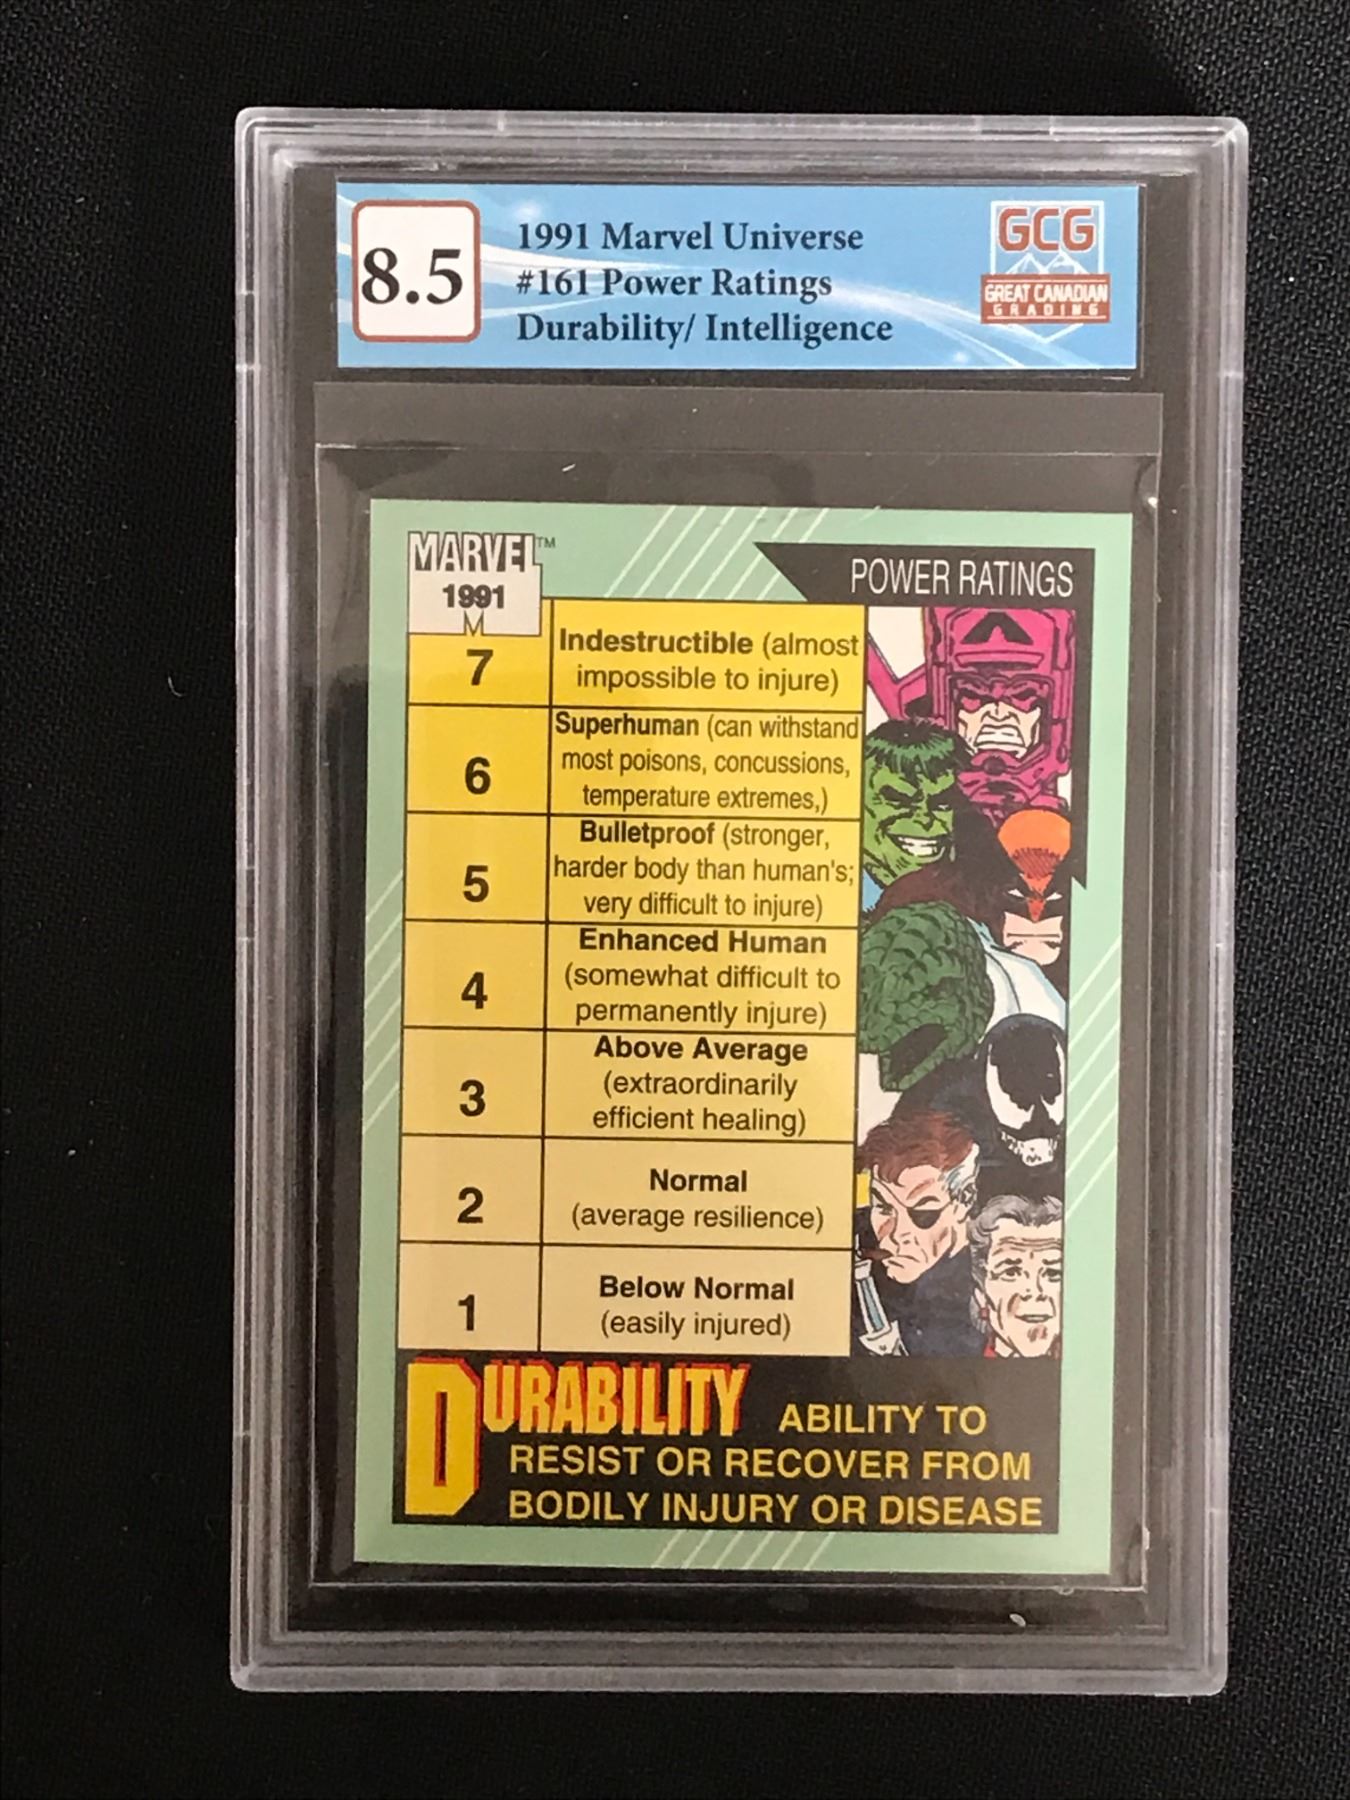 8.5
1991 Marvel Universe
#161 Power Ratings
Durability/ Intelligence
GCG
GREAT CANADIAN
GRADING
MARVEL™
1991
M
POWER RATINGS
7
Indestructible (almost
impossible to injure)
6
Superhuman (can withstand
most poisons, concussions,
temperature extremes,)
5
Bulletproof (stronger,
harder body than human's;
very difficult to injure)
4
Enhanced Human
(somewhat difficult to
permanently injure)
3
Above Average
(extraordinarily
efficient healing)
2
Normal
(average resilience)
1
Below Normal
(easily injured)
DURABILITY ABILITY TO
RESIST OR RECOVER FROM
BODILY INJURY OR DISEASE